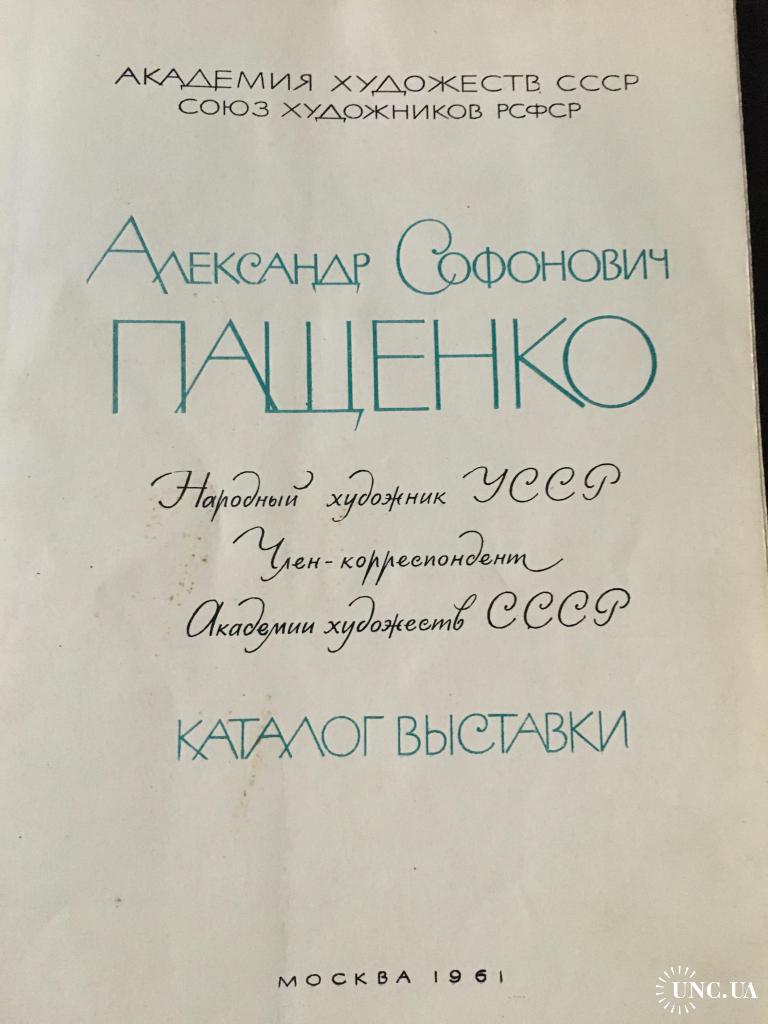 АКАДЕМИЯ ХУДОЖЕСТВ СССР
СОЮЗ ХУДОЖНИКОВ РСФСР
АЛЕКСАНДР СОФОНОВИЧ
ПАЩЕНКО
Народный художник УССР
Член-корреспондент
Академии художеств СССР
КАТАЛОГ ВЫСТАВКИ
МОСКВА 1961
UNC.UA